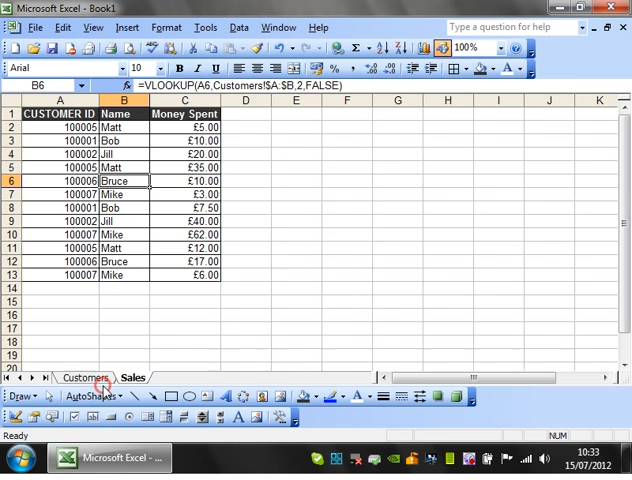 Microsoft Excel - Book1
File Edit View Insert Format Tools Data Window Help
Type a question for help
Σ 100%
Arial 10 B I U %
B6 fx =VLOOKUP(A6,Customers!$A:$B,2,FALSE)
A B C D E F G H I J K
1 CUSTOMER ID Name Money Spent
2 100005 Matt £5.00
3 100001 Bob £10.00
4 100002 Jill £20.00
5 100005 Matt £35.00
6 100006 Bruce £10.00
7 100007 Mike £3.00
8 100001 Bob £7.50
9 100002 Jill £40.00
10 100007 Mike £62.00
11 100005 Matt £12.00
12 100006 Bruce £17.00
13 100007 Mike £6.00
14
15
16
17
18
19
20
Customers Sales
Draw AutoShapes
Ready NUM
Microsoft Excel - ...
10:33
15/07/2012